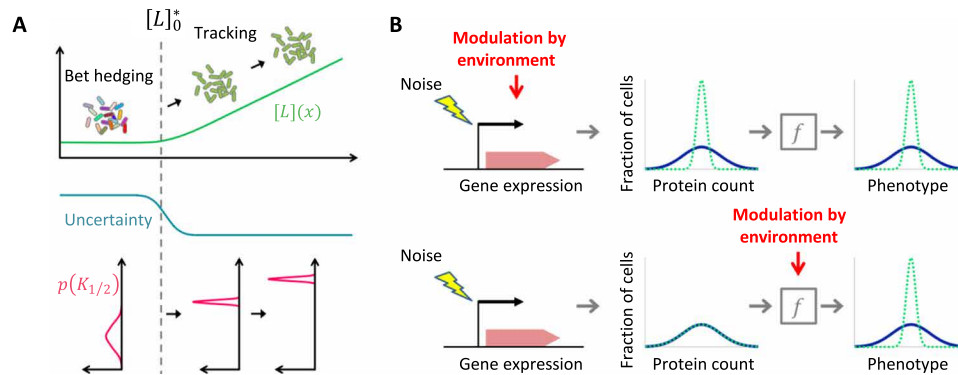 A
[L]*0
Tracking
Bet hedging
[L](x)
Uncertainty
p(K1/2)
B
Modulation by
environment
Noise
Gene expression
Fraction of cells
Protein count
f
Phenotype
Modulation by
environment
Noise
Gene expression
Fraction of cells
Protein count
f
Phenotype